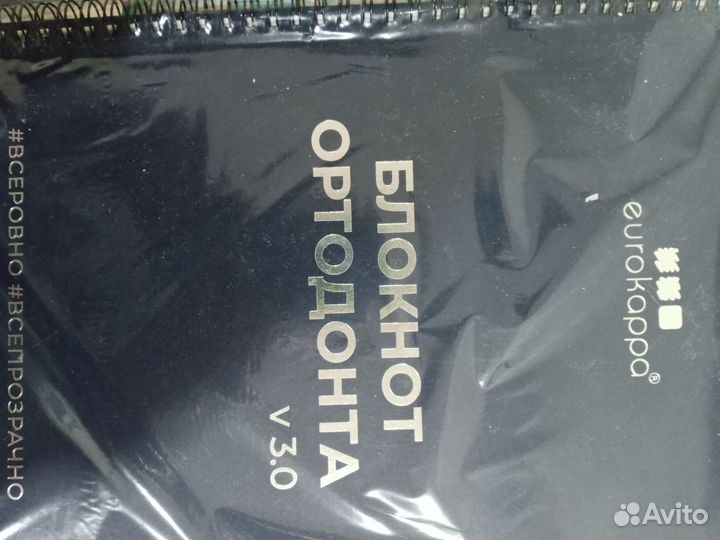 eurokappa®
БЛОКНОТ
ОРТОДОНТА
v 3.0
#ВСЕРОВНО #ВСЕПРОЗРАЧНО
Avito